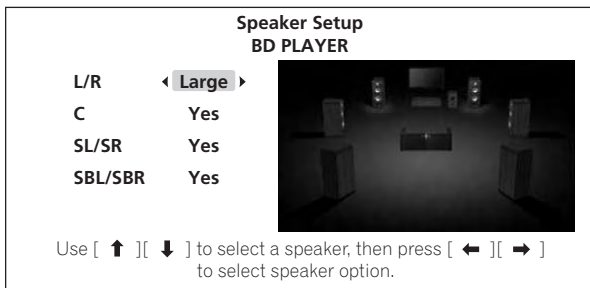 Speaker Setup
BD PLAYER
L/R Large
C Yes
SL/SR Yes
SBL/SBR Yes
Use [ ↑ ][ ↓ ] to select a speaker, then press [ ← ][ → ]
to select speaker option.